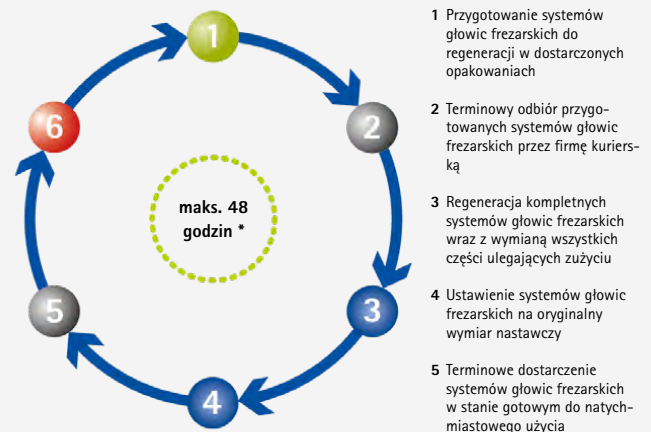 1
2
3
4
5
6
maks. 48
godzin *
1 Przygotowanie systemów
głowic frezarskich do
regeneracji w dostarczonych
opakowaniach
2 Terminowy odbiór przygo-
towanych systemów głowic
frezarskich przez firmę kuriers-
ką
3 Regeneracja kompletnych
systemów głowic frezarskich
wraz z wymianą wszystkich
części ulegających zużyciu
4 Ustawienie systemów głowic
frezarskich na oryginalny
wymiar nastawczy
5 Terminowe dostarczenie
systemów głowic frezarskich
w stanie gotowym do natych-
miastowego użycia